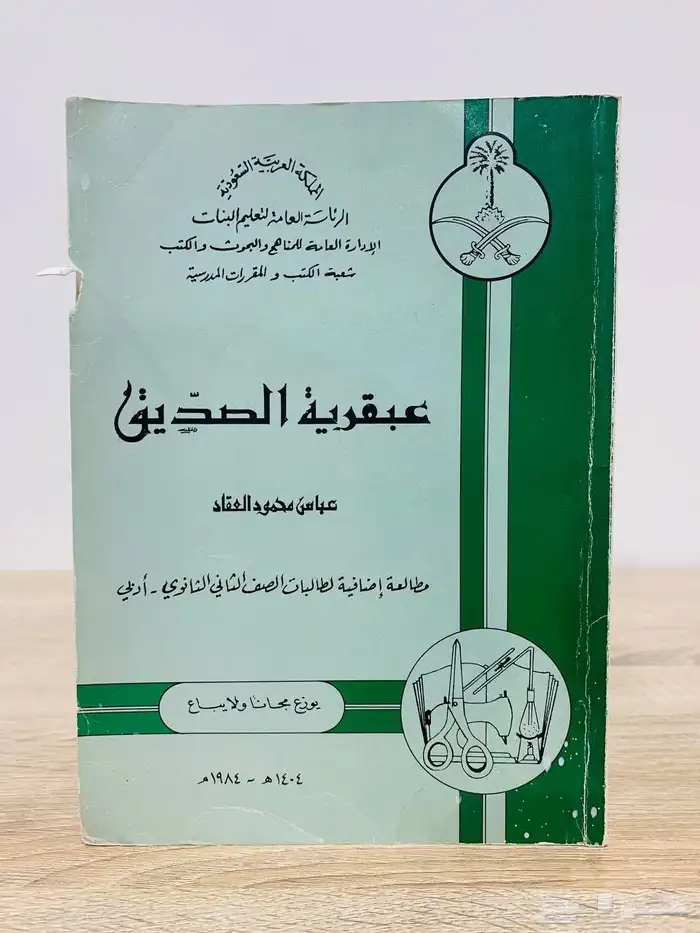 المملكة العربية السعودية
الرئاسة العامة لتعليم البنات
الإدارة العامة للمناهج والبحوث والكتب
شعبة الكتب و المقررات المدرسية
عبقرية الصدّيق
عباس محمود العقاد
مطالعة إضافية لطالبات الصف الثاني الثانوي - أدبي
يوزع مجانًا ولا يباع
١٤٠٤هـ - ١٩٨٤م